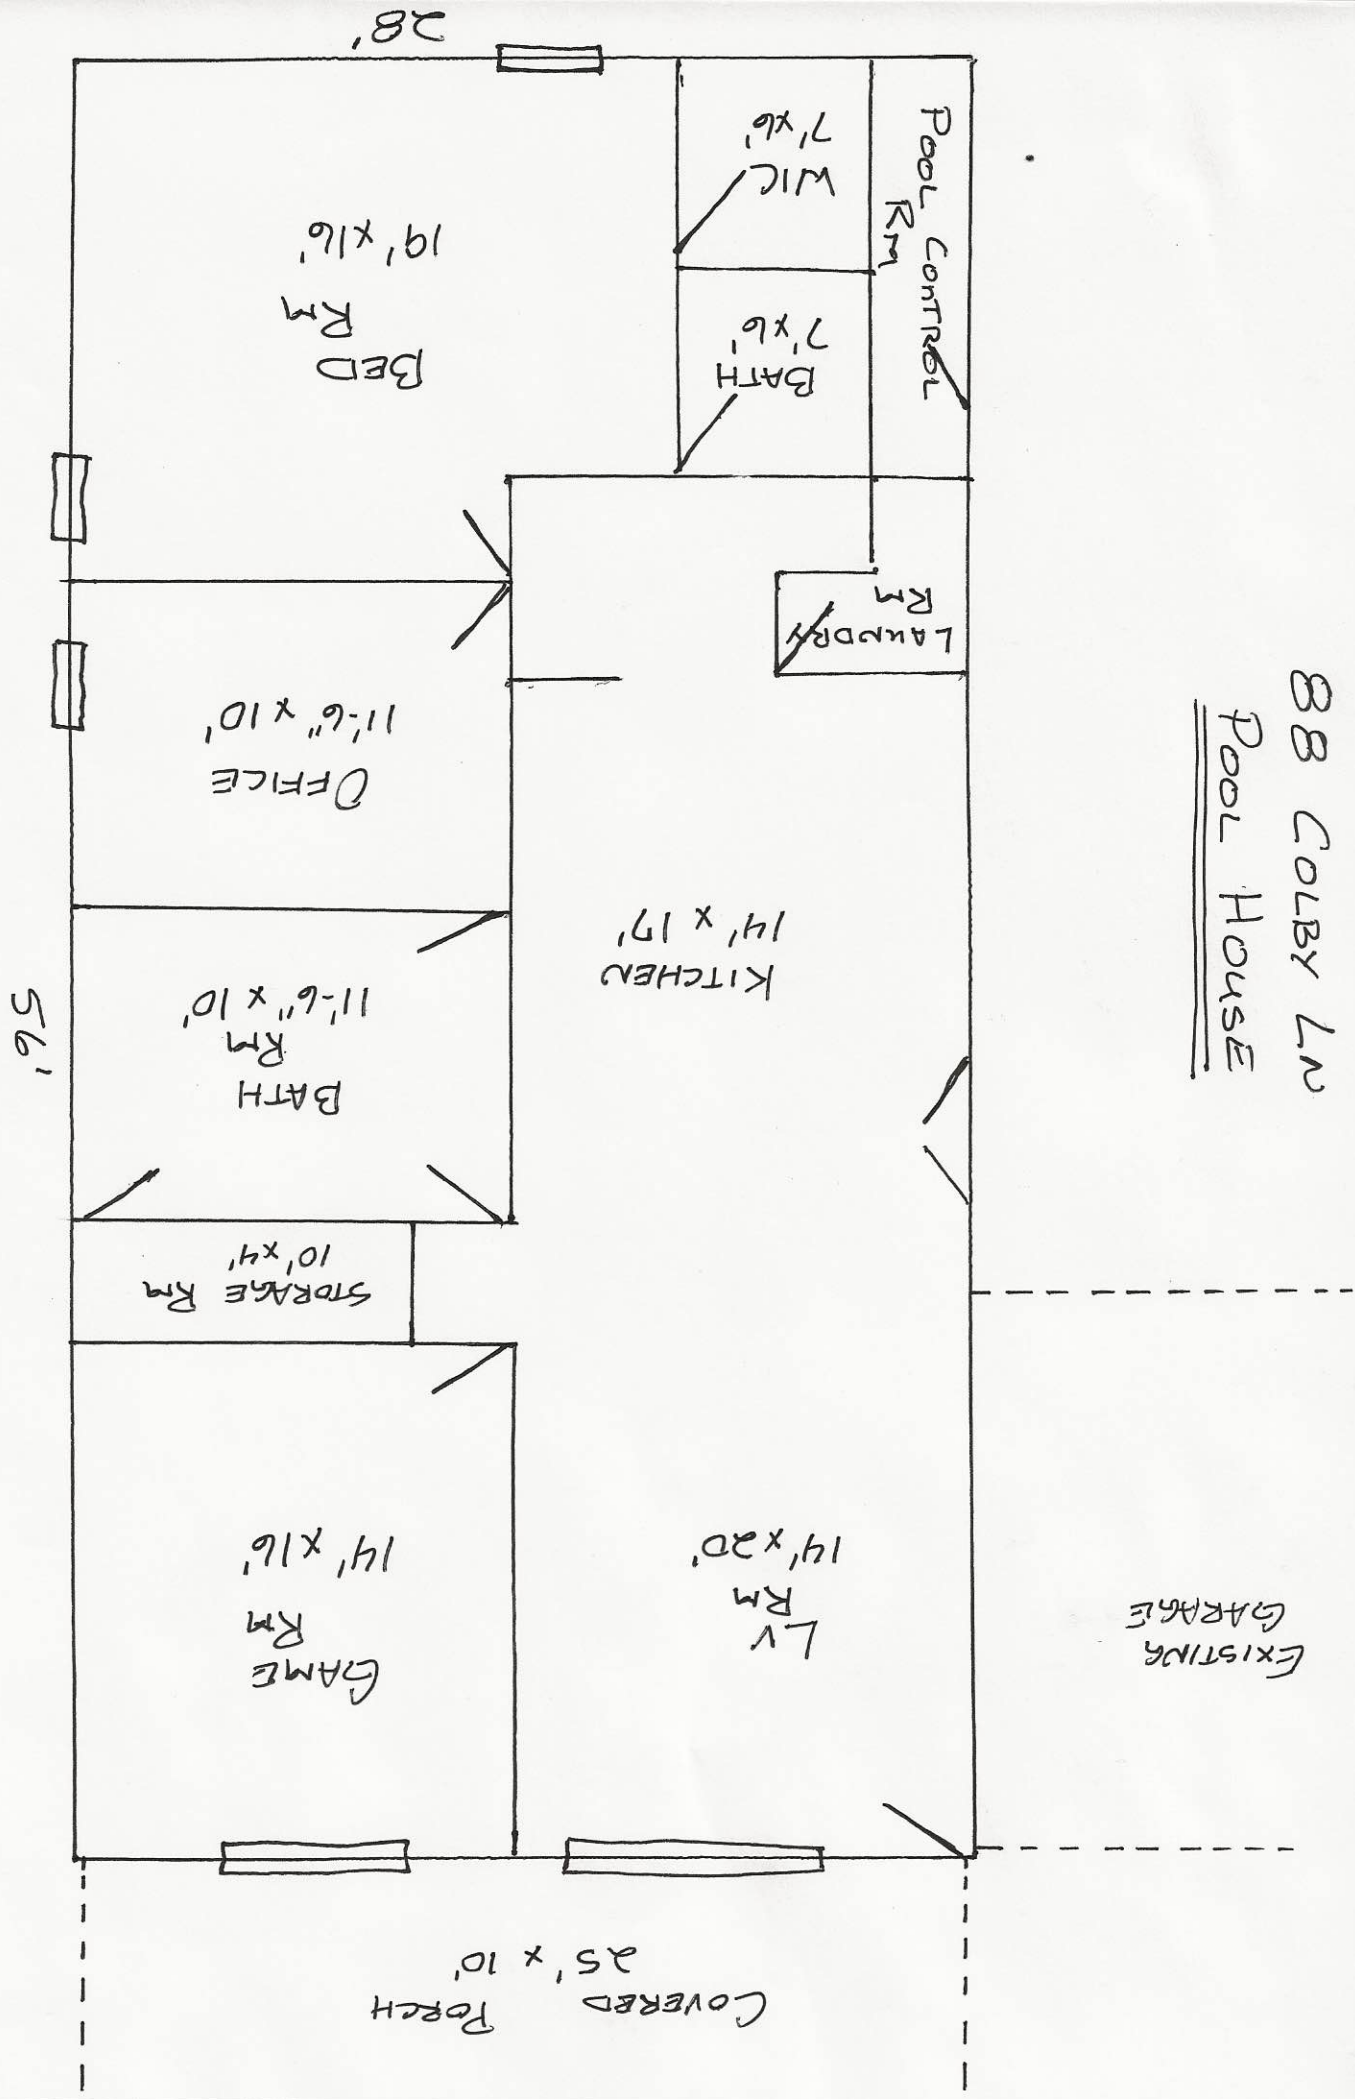 88 COLBY LN
POOL HOUSE
COVERED PORCH
25' x 10'
EXISTING
GARAGE
LV
RM
14' x 20'
GAME
RM
14' x 16'
STORAGE RM
10' x 4'
KITCHEN
14' x 17'
BATH
RM
11'-6" x 10'
56'
OFFICE
11'-6" x 10'
LAUNDRY
RM
POOL CONTROL
RM
BATH
7' x 6'
WIC
7' x 6'
BED
RM
19' x 16'
28'